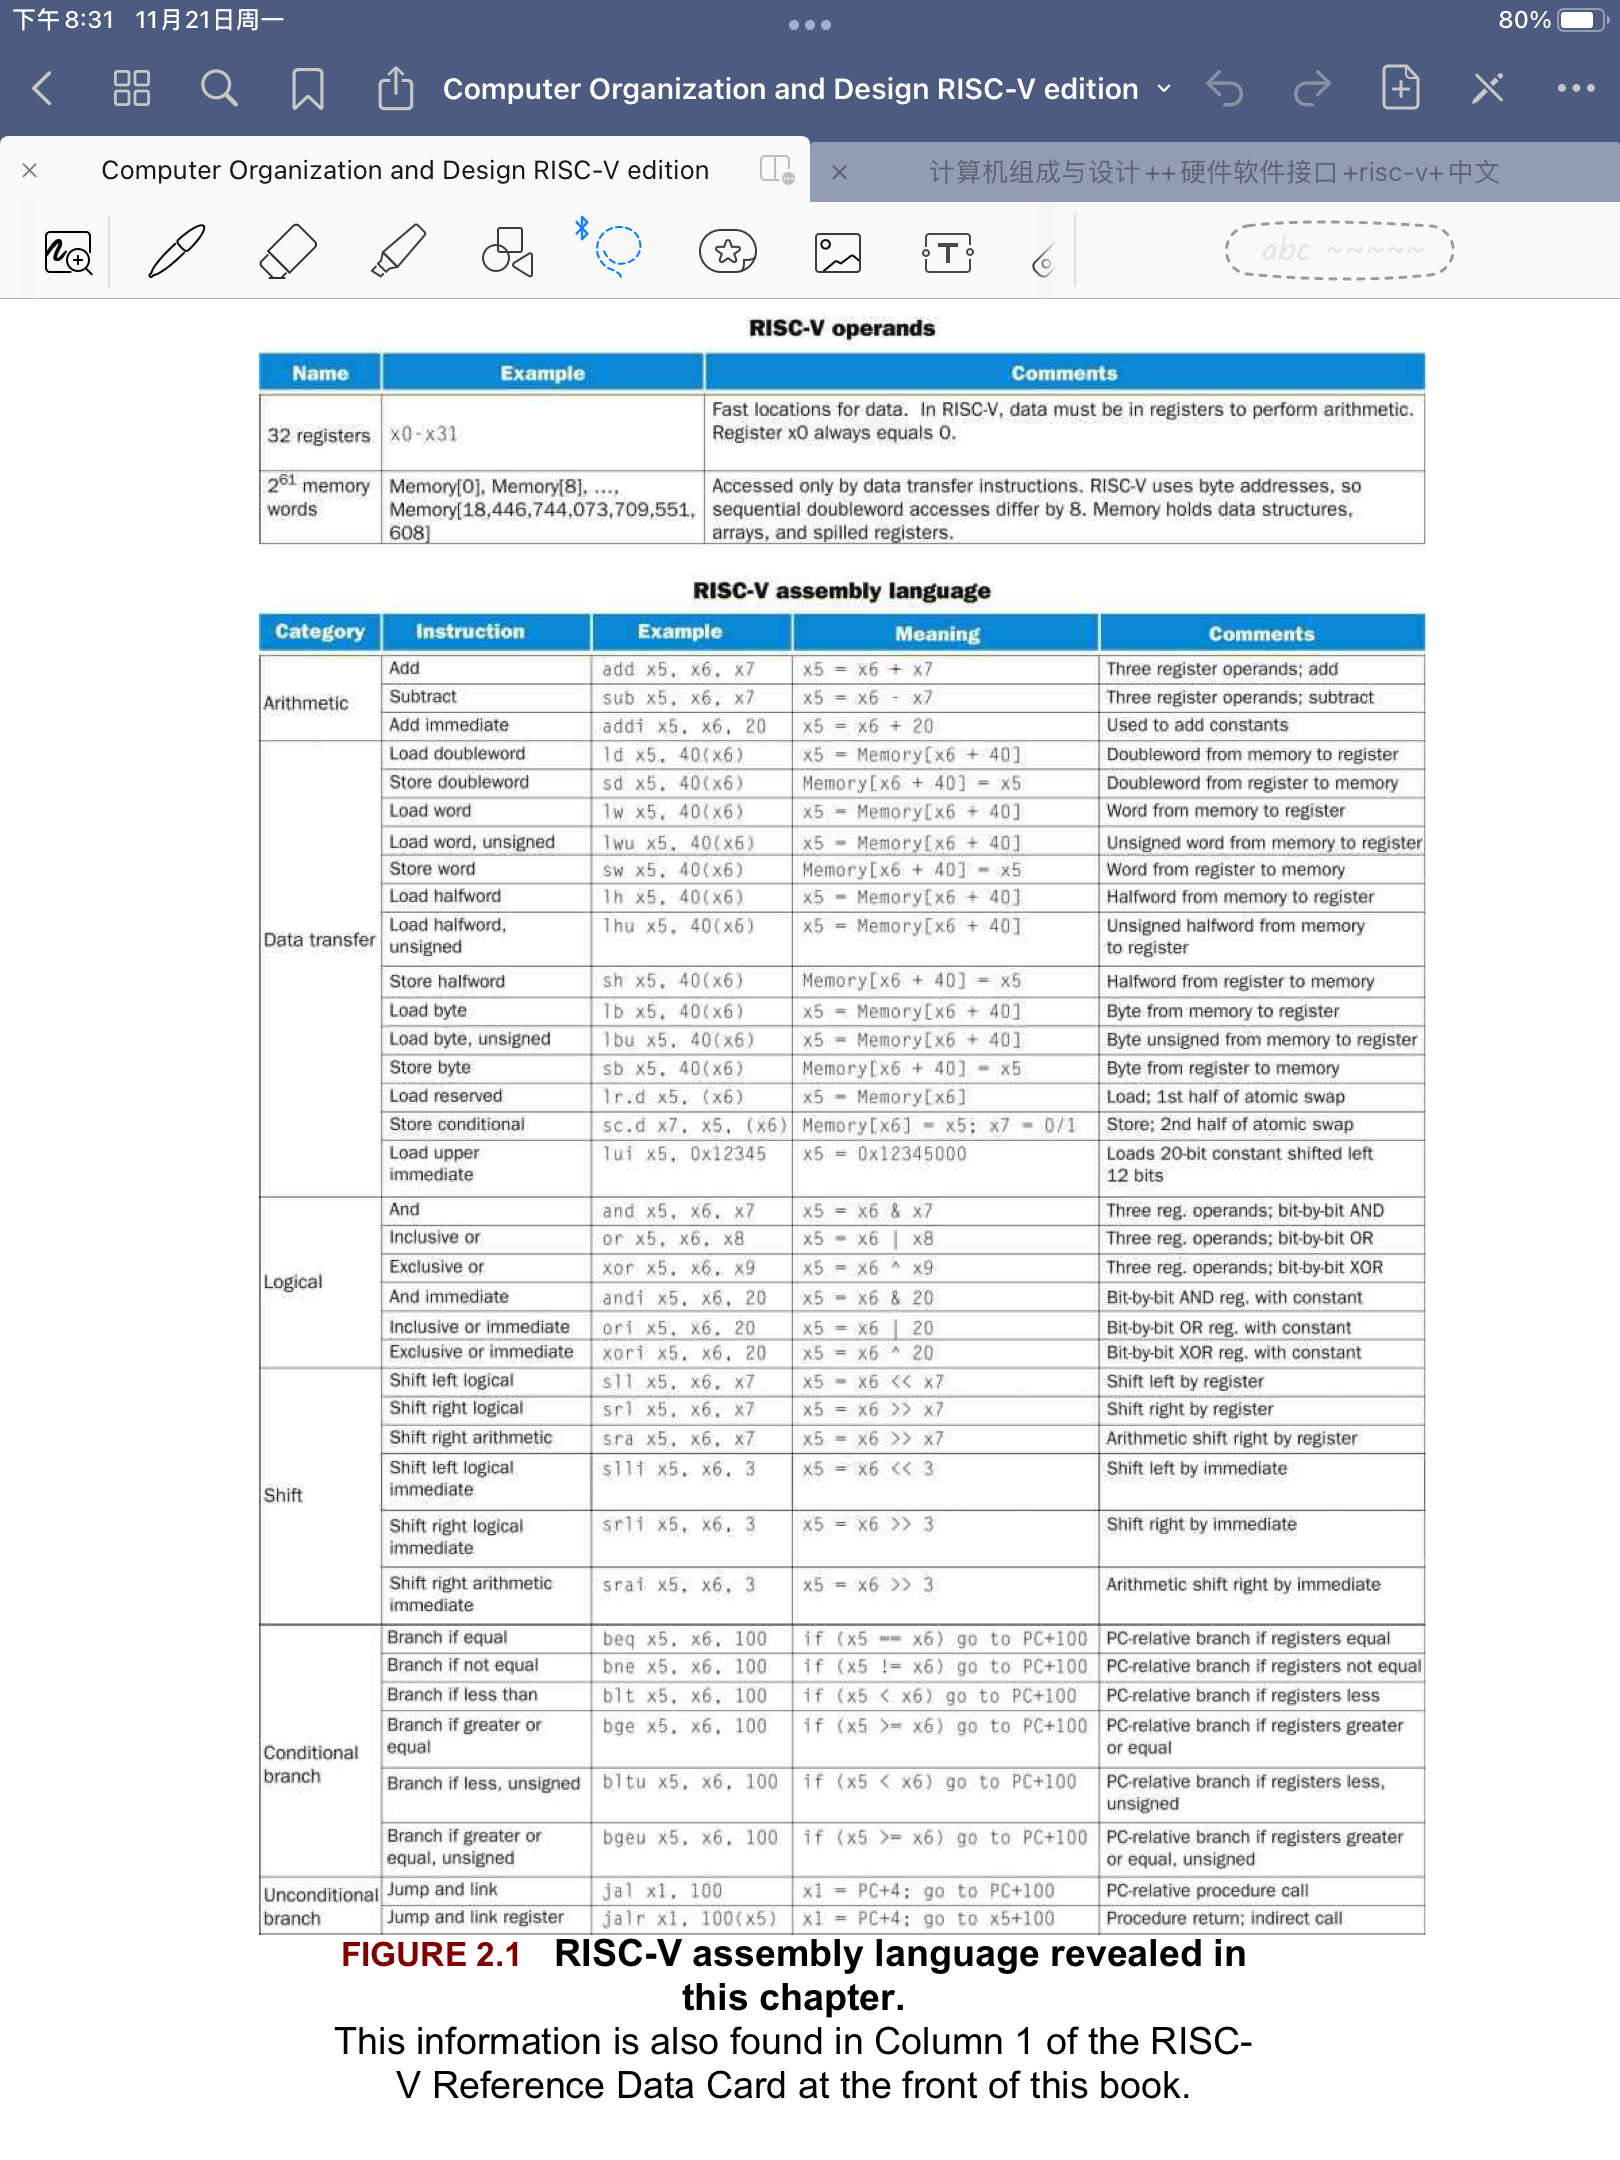 下午8:31 11月21日周一
80%
Computer Organization and Design RISC-V edition
Computer Organization and Design RISC-V edition
计算机组成与设计++硬件软件接口+risc-v+中文
T
abc ~~~~~
RISC-V operands
Name Example Comments
32 registers x0-x31 Fast locations for data. In RISC-V, data must be in registers to perform arithmetic.
Register x0 always equals 0.
2^61 memory Memory[0], Memory[8], ..., Accessed only by data transfer instructions. RISC-V uses byte addresses, so
words Memory[18,446,744,073,709,551, sequential doubleword accesses differ by 8. Memory holds data structures,
608] arrays, and spilled registers.
RISC-V assembly language
Category Instruction Example Meaning Comments
Arithmetic
Add add x5, x6, x7 x5 = x6 + x7 Three register operands; add
Subtract sub x5, x6, x7 x5 = x6 - x7 Three register operands; subtract
Add immediate addi x5, x6, 20 x5 = x6 + 20 Used to add constants
Data transfer
Load doubleword ld x5, 40(x6) x5 = Memory[x6 + 40] Doubleword from memory to register
Store doubleword sd x5, 40(x6) Memory[x6 + 40] = x5 Doubleword from register to memory
Load word lw x5, 40(x6) x5 = Memory[x6 + 40] Word from memory to register
Load word, unsigned lwu x5, 40(x6) x5 = Memory[x6 + 40] Unsigned word from memory to register
Store word sw x5, 40(x6) Memory[x6 + 40] = x5 Word from register to memory
Load halfword lh x5, 40(x6) x5 = Memory[x6 + 40] Halfword from memory to register
Load halfword, lhu x5, 40(x6) x5 = Memory[x6 + 40] Unsigned halfword from memory
unsigned to register
Store halfword sh x5, 40(x6) Memory[x6 + 40] = x5 Halfword from register to memory
Load byte lb x5, 40(x6) x5 = Memory[x6 + 40] Byte from memory to register
Load byte, unsigned lbu x5, 40(x6) x5 = Memory[x6 + 40] Byte unsigned from memory to register
Store byte sb x5, 40(x6) Memory[x6 + 40] = x5 Byte from register to memory
Load reserved lr.d x5, (x6) x5 = Memory[x6] Load; 1st half of atomic swap
Store conditional sc.d x7, x5, (x6) Memory[x6] = x5; x7 = 0/1 Store; 2nd half of atomic swap
Load upper lui x5, 0x12345 x5 = 0x12345000 Loads 20-bit constant shifted left
immediate 12 bits
Logical
And and x5, x6, x7 x5 = x6 & x7 Three reg. operands; bit-by-bit AND
Inclusive or or x5, x6, x8 x5 = x6 | x8 Three reg. operands; bit-by-bit OR
Exclusive or xor x5, x6, x9 x5 = x6 ^ x9 Three reg. operands; bit-by-bit XOR
And immediate andi x5, x6, 20 x5 = x6 & 20 Bit-by-bit AND reg. with constant
Inclusive or immediate ori x5, x6, 20 x5 = x6 | 20 Bit-by-bit OR reg. with constant
Exclusive or immediate xori x5, x6, 20 x5 = x6 ^ 20 Bit-by-bit XOR reg. with constant
Shift
Shift left logical sll x5, x6, x7 x5 = x6 << x7 Shift left by register
Shift right logical srl x5, x6, x7 x5 = x6 >> x7 Shift right by register
Shift right arithmetic sra x5, x6, x7 x5 = x6 >> x7 Arithmetic shift right by register
Shift left logical slli x5, x6, 3 x5 = x6 << 3 Shift left by immediate
immediate
Shift right logical srli x5, x6, 3 x5 = x6 >> 3 Shift right by immediate
immediate
Shift right arithmetic srai x5, x6, 3 x5 = x6 >> 3 Arithmetic shift right by immediate
immediate
Conditional
branch
Branch if equal beq x5, x6, 100 if (x5 == x6) go to PC+100 PC-relative branch if registers equal
Branch if not equal bne x5, x6, 100 if (x5 != x6) go to PC+100 PC-relative branch if registers not equal
Branch if less than blt x5, x6, 100 if (x5 < x6) go to PC+100 PC-relative branch if registers less
Branch if greater or bge x5, x6, 100 if (x5 >= x6) go to PC+100 PC-relative branch if registers greater
equal or equal
Branch if less, unsigned bltu x5, x6, 100 if (x5 < x6) go to PC+100 PC-relative branch if registers less,
unsigned
Branch if greater or bgeu x5, x6, 100 if (x5 >= x6) go to PC+100 PC-relative branch if registers greater
equal, unsigned or equal, unsigned
Unconditional
branch
Jump and link jal x1, 100 x1 = PC+4; go to PC+100 PC-relative procedure call
Jump and link register jalr x1, 100(x5) x1 = PC+4; go to x5+100 Procedure return; indirect call
FIGURE 2.1 RISC-V assembly language revealed in
this chapter.
This information is also found in Column 1 of the RISC-
V Reference Data Card at the front of this book.